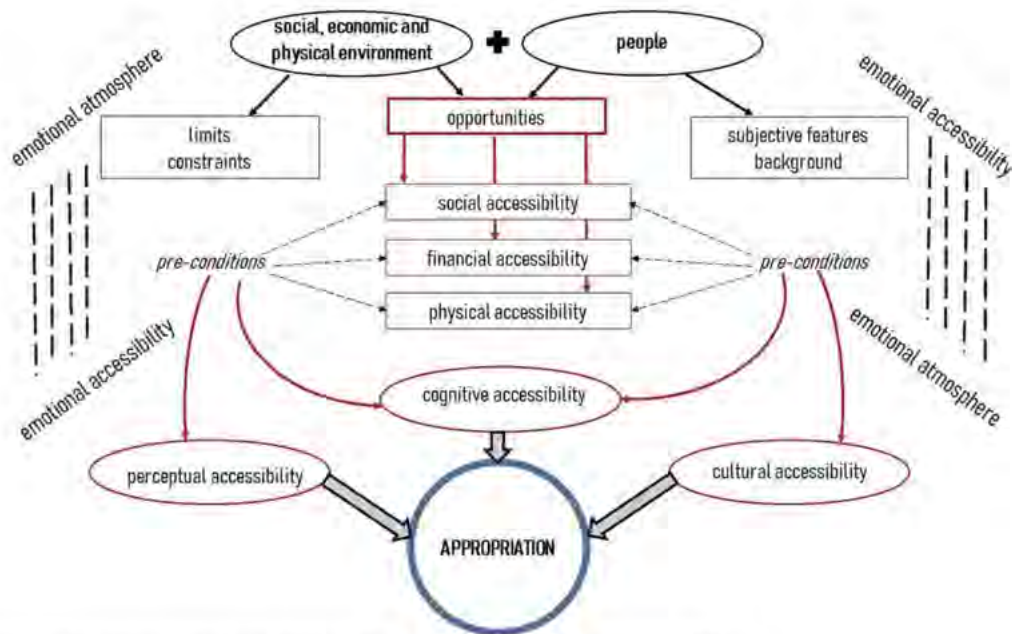 social, economic and
physical environment
people
emotional atmosphere
emotional accessibility
opportunities
limits
constraints
subjective features
background
social accessibility
pre-conditions
financial accessibility
pre-conditions
physical accessibility
emotional accessibility
emotional atmosphere
cognitive accessibility
perceptual accessibility
cultural accessibility
APPROPRIATION